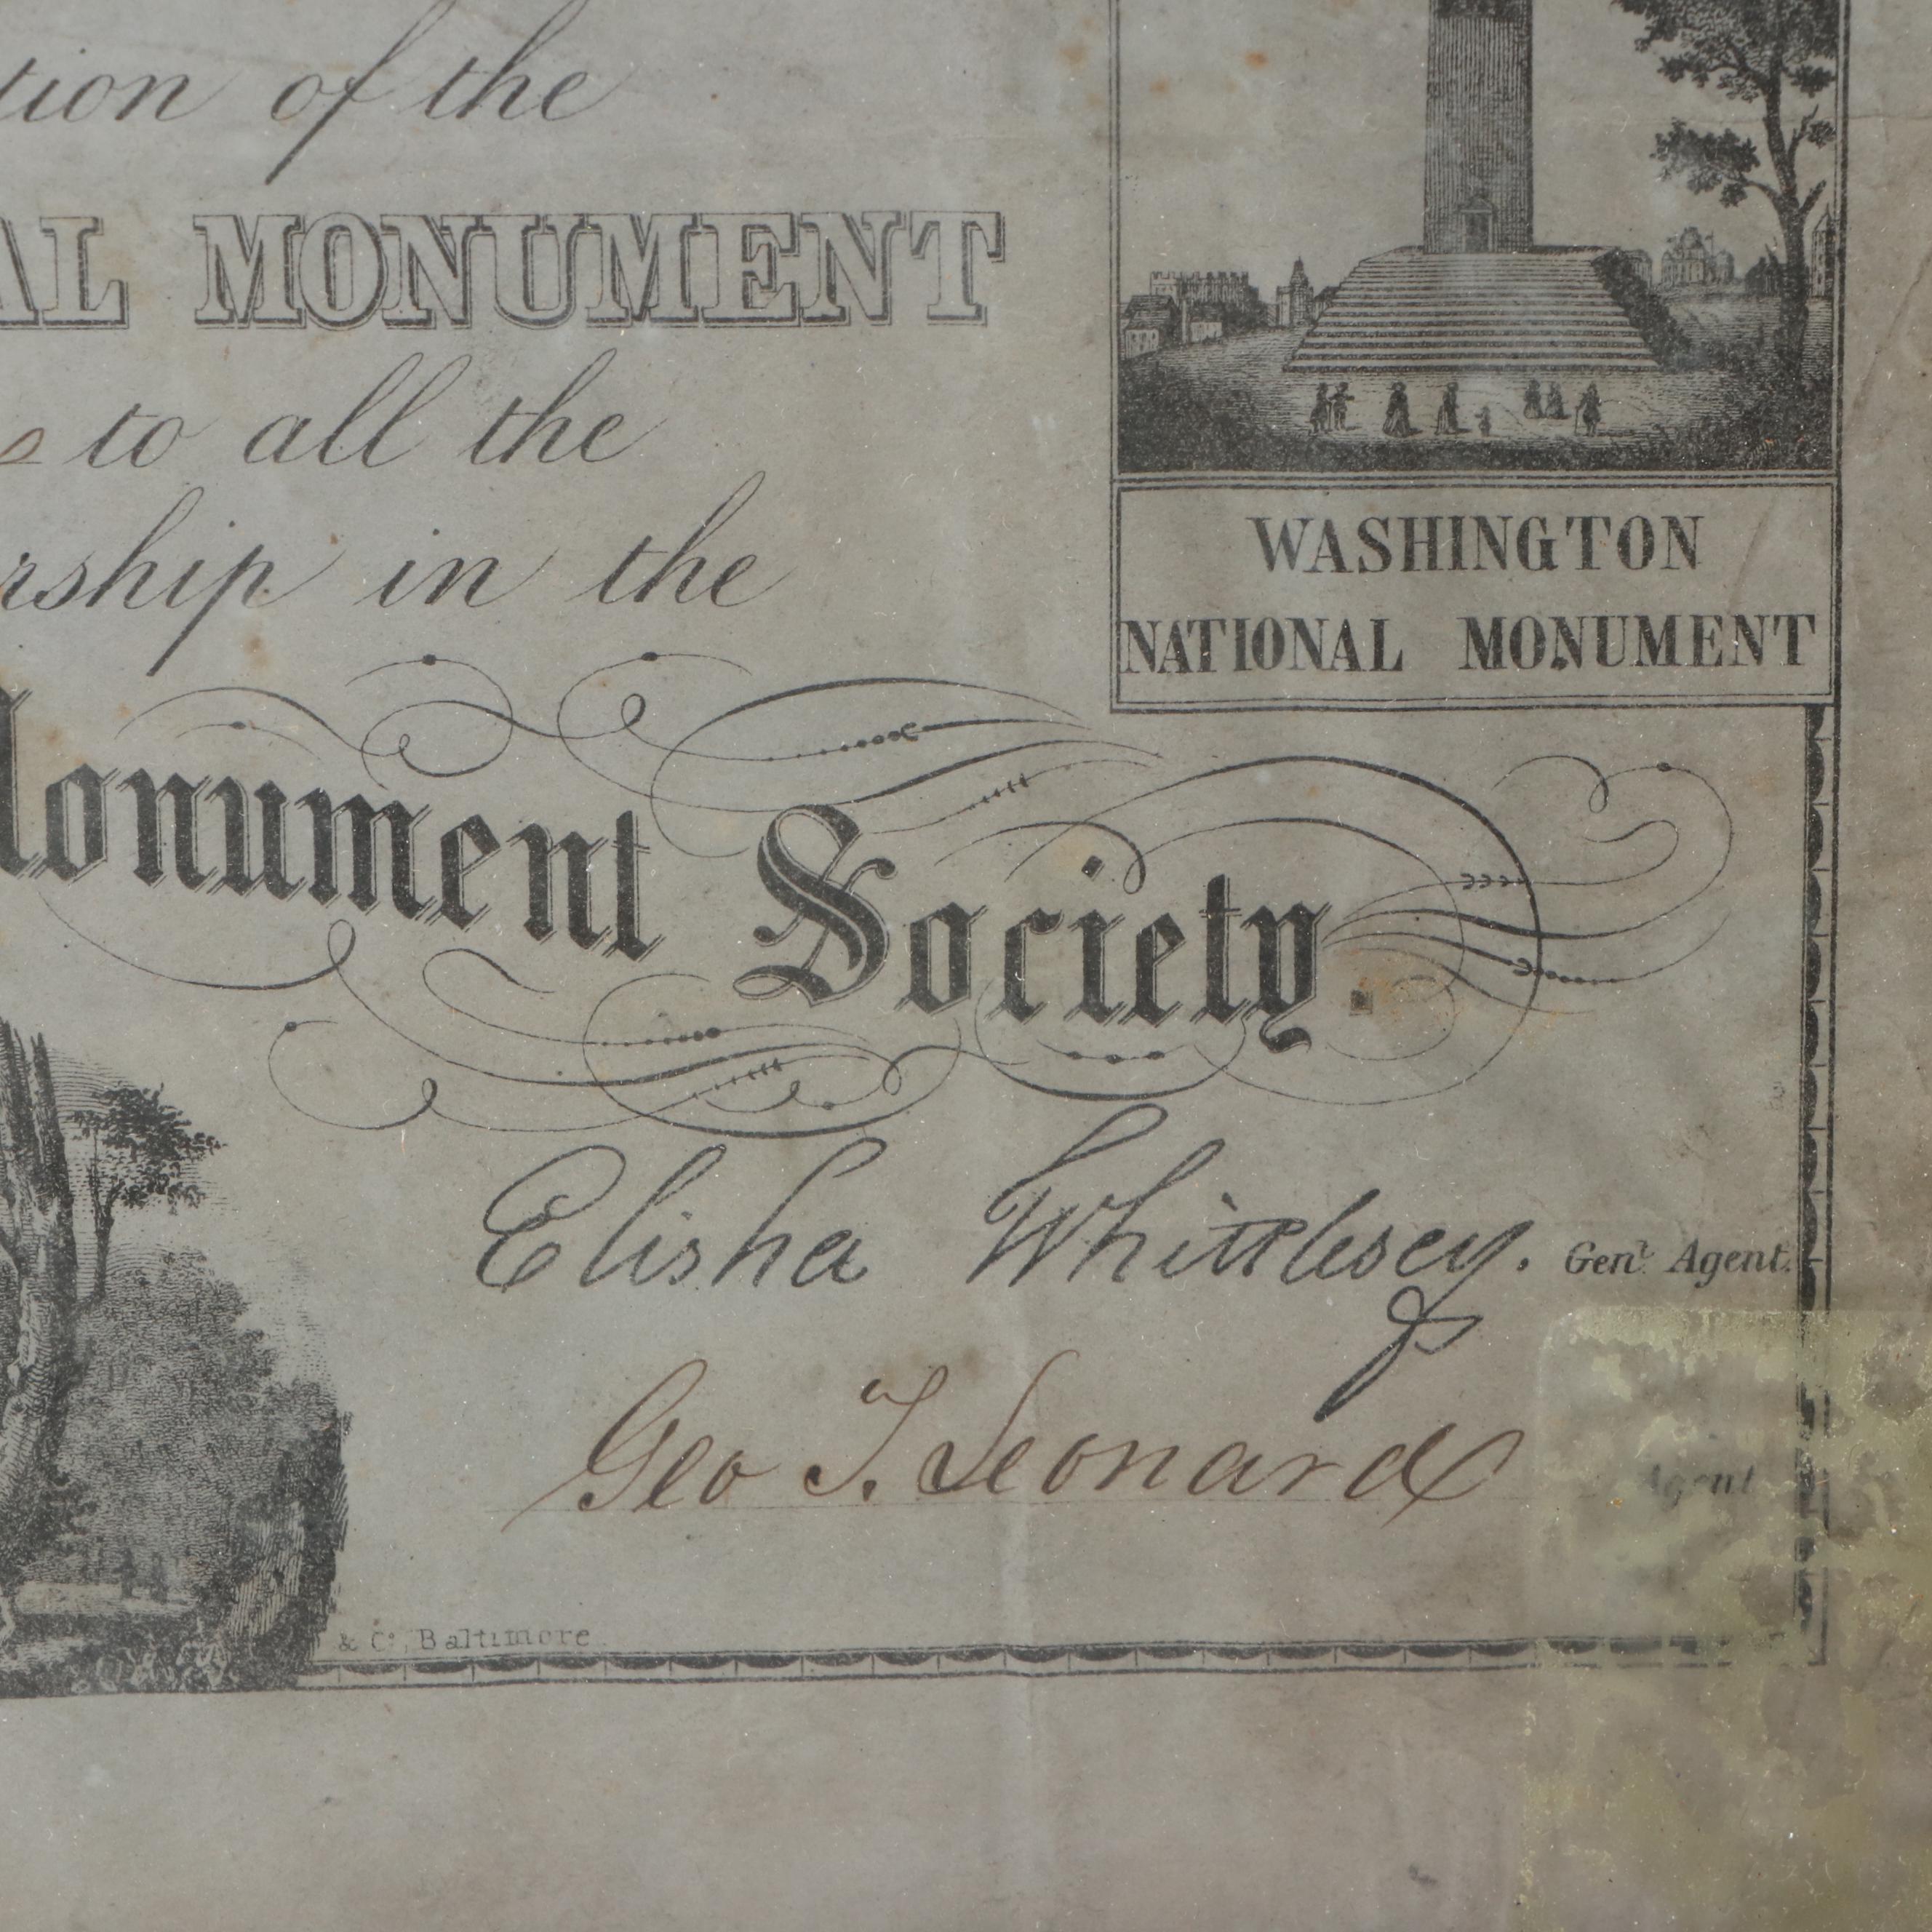 tion of the
AL MONUMENT
to all the
rship in the
Monument Society.
WASHINGTON
NATIONAL MONUMENT
Elisha Whittlesey. Genl. Agent.
Geo T. Leonard Agent
& Co. Baltimore